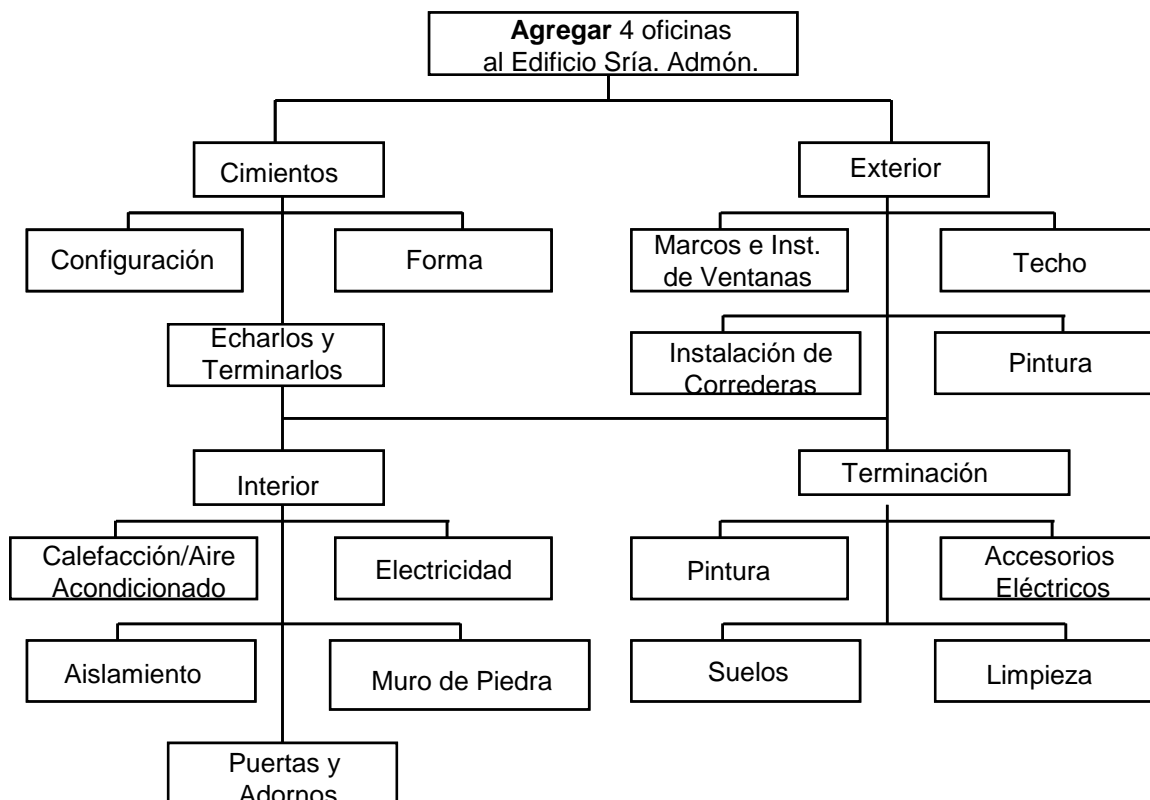 Agregar 4 oficinas
al Edificio Sría. Admón.
Cimientos
Exterior
Configuración
Forma
Marcos e Inst.
de Ventanas
Techo
Echarlos y
Terminarlos
Instalación de
Correderas
Pintura
Interior
Terminación
Calefacción/Aire
Acondicionado
Electricidad
Pintura
Accesorios
Eléctricos
Aislamiento
Muro de Piedra
Suelos
Limpieza
Puertas y
Adornos